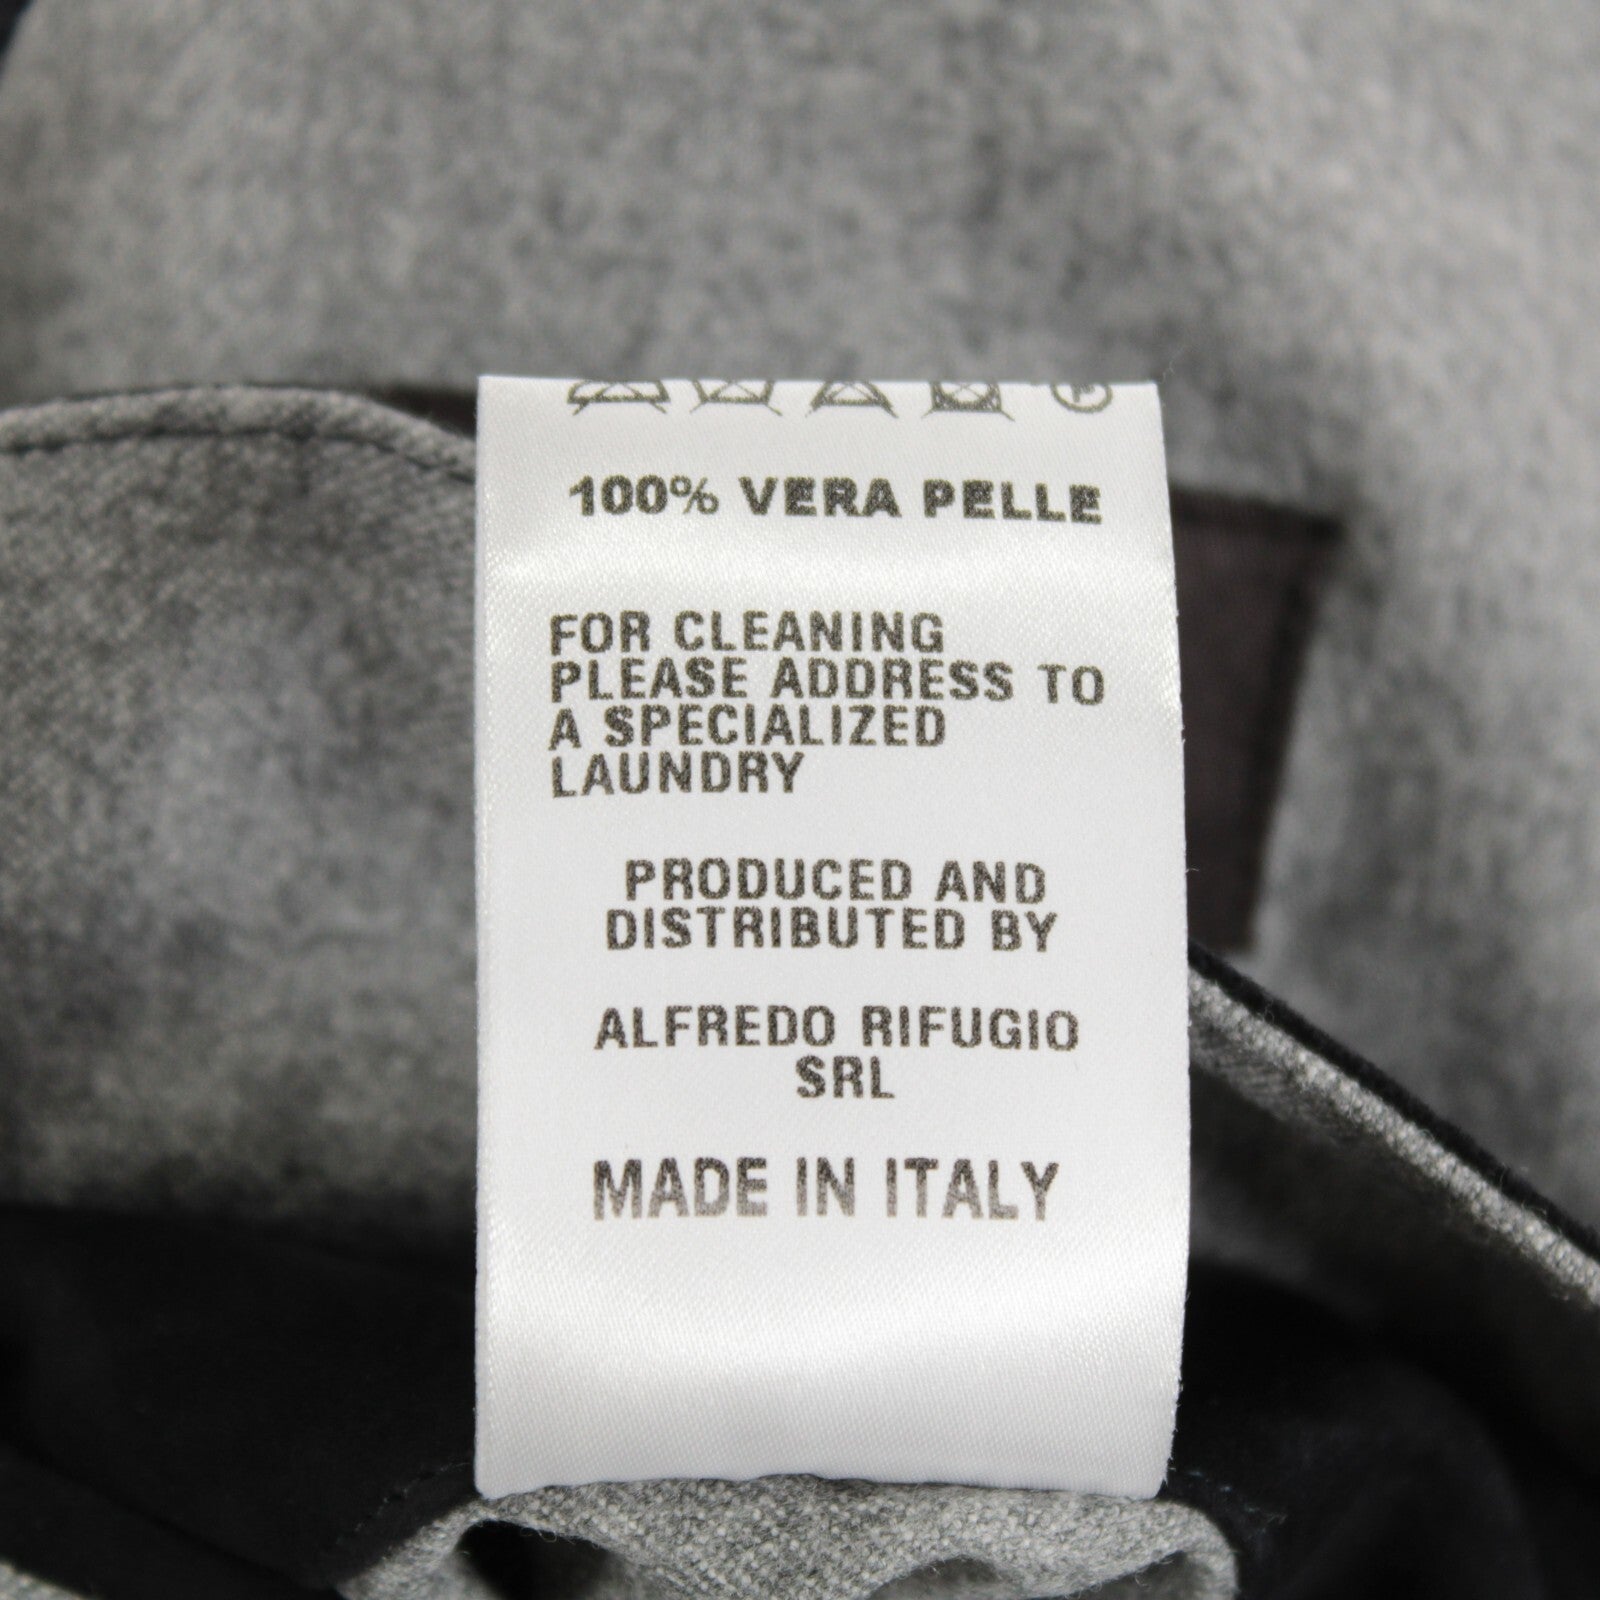 100% VERA PELLE
FOR CLEANING
PLEASE ADDRESS TO
A SPECIALIZED
LAUNDRY
PRODUCED AND
DISTRIBUTED BY
ALFREDO RIFUGIO
SRL
MADE IN ITALY